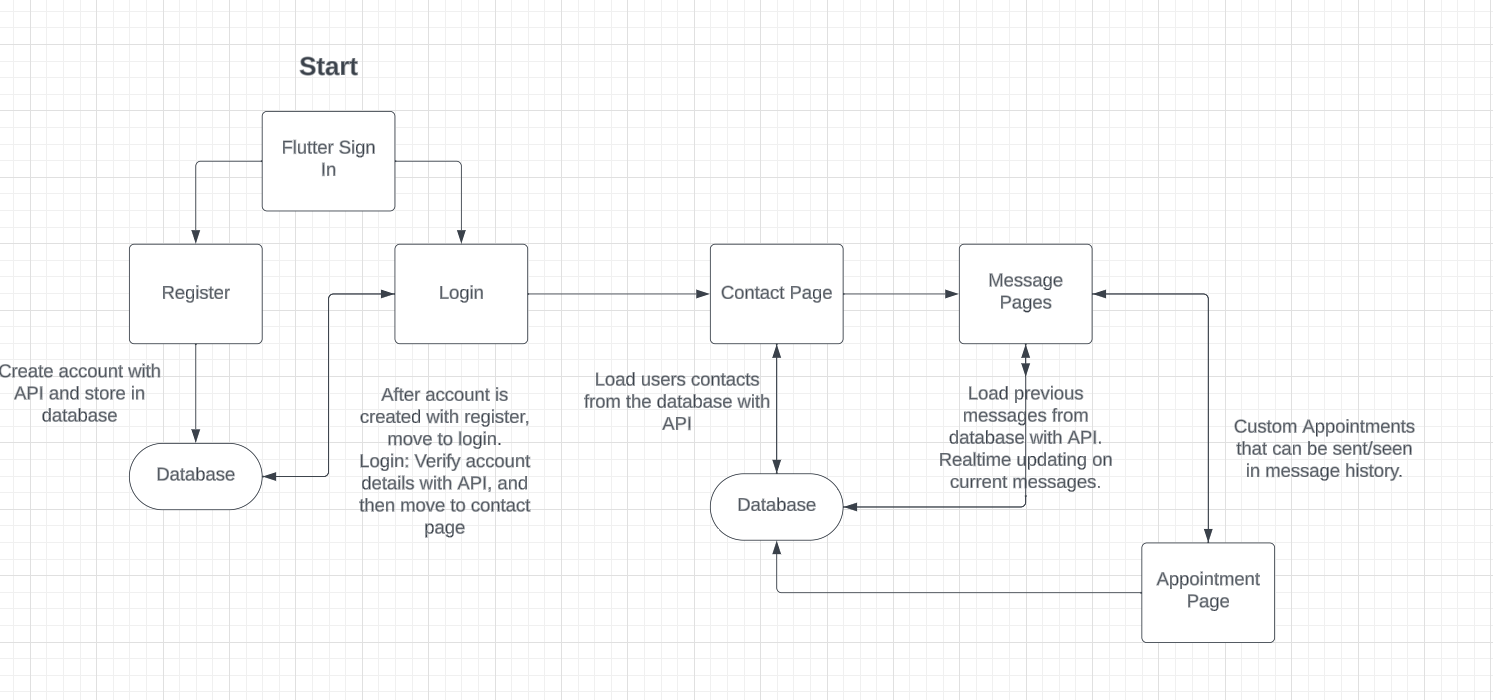 Start
Flutter Sign
In
Register
Login
Contact Page
Message
Pages
Create account with
API and store in
database
After account is
created with register,
move to login.
Login: Verify account
details with API, and
then move to contact
page
Load users contacts
from the database with
API
Load previous
messages from
database with API.
Realtime updating on
current messages.
Custom Appointments
that can be sent/seen
in message history.
Database
Database
Appointment
Page